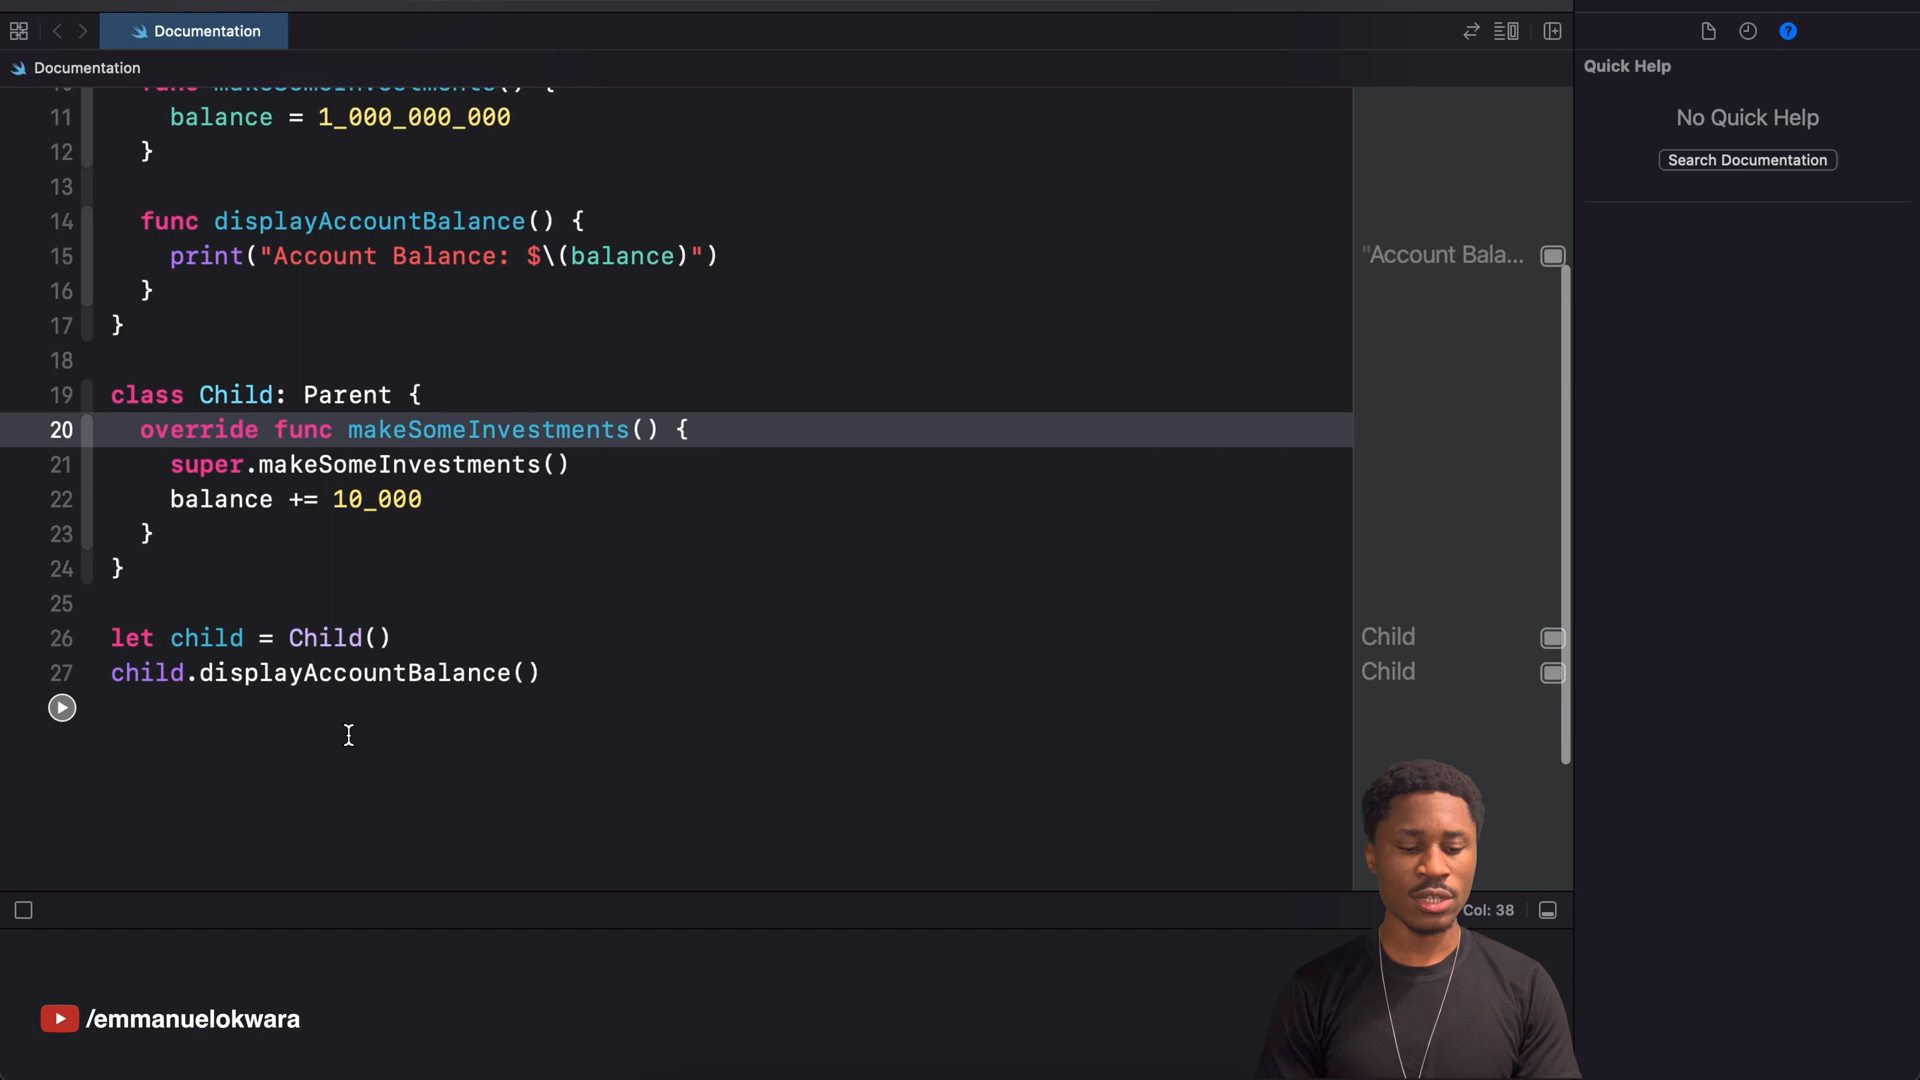 Documentation
Documentation
Quick Help
No Quick Help
Search Documentation
11 balance = 1_000_000_000
12 }
13
14 func displayAccountBalance() {
15 print("Account Balance: $\(balance)")
"Account Bala...
16 }
17 }
18
19 class Child: Parent {
20 override func makeSomeInvestments() {
21 super.makeSomeInvestments()
22 balance += 10_000
23 }
24 }
25
26 let child = Child()
Child
27 child.displayAccountBalance()
Child
Col: 38
/emmanuelokwara